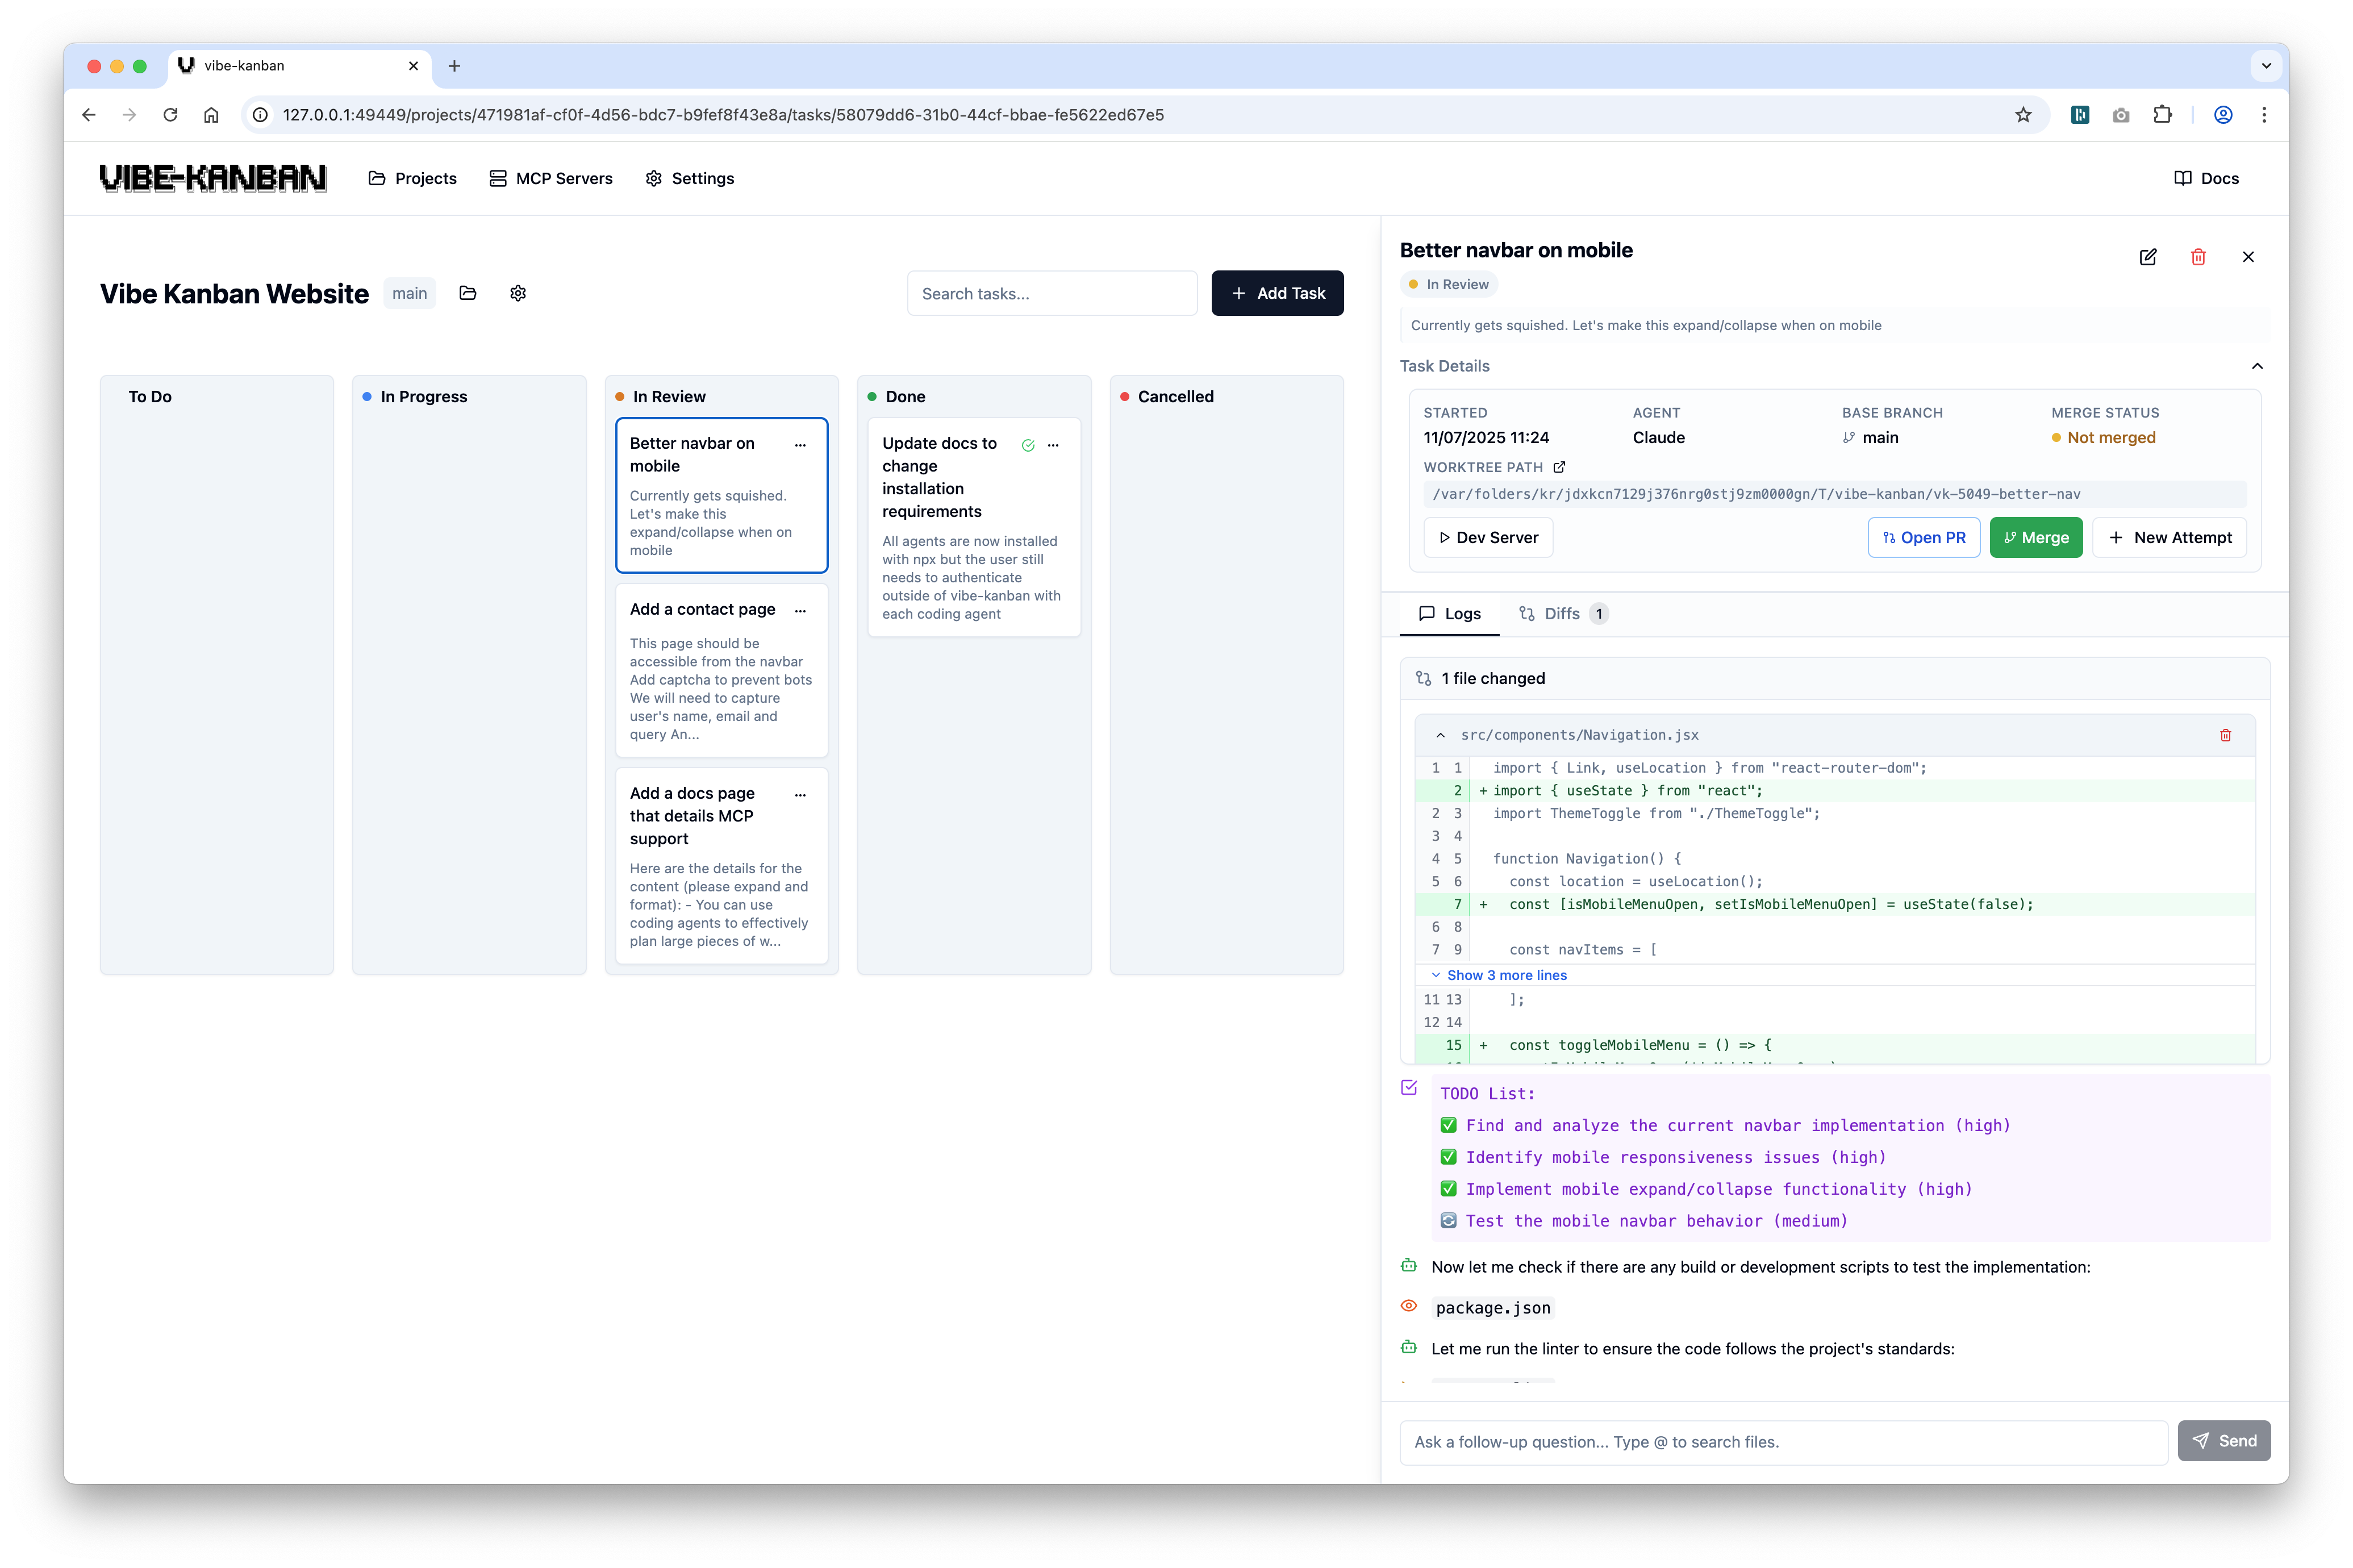 vibe-kanban
127.0.0.1:49449/projects/471981af-cf0f-4d56-bdc7-b9fef8f43e8a/tasks/58079dd6-31b0-44cf-bbae-fe5622ed67e5
VIBE-KANBAN
Projects
MCP Servers
Settings
Docs
Vibe Kanban Website
main
Search tasks...
+ Add Task
To Do
In Progress
In Review
Better navbar on
mobile
Currently gets squished.
Let's make this
expand/collapse when on
mobile
Add a contact page
This page should be
accessible from the navbar
Add captcha to prevent bots
We will need to capture
user's name, email and
query An...
Add a docs page
that details MCP
support
Here are the details for the
content (please expand and
format): - You can use
coding agents to effectively
plan large pieces of w...
Done
Update docs to
change
installation
requirements
All agents are now installed
with npx but the user still
needs to authenticate
outside of vibe-kanban with
each coding agent
Cancelled
Better navbar on mobile
In Review
Currently gets squished. Let's make this expand/collapse when on mobile
Task Details
STARTED
11/07/2025 11:24
AGENT
Claude
BASE BRANCH
main
MERGE STATUS
Not merged
WORKTREE PATH
/var/folders/kr/jdxkcn7129j376nrg0stj9zm0000gn/T/vibe-kanban/vk-5049-better-nav
Dev Server
Open PR
Merge
+ New Attempt
Logs
Diffs 1
1 file changed
src/components/Navigation.jsx
1 1 import { Link, useLocation } from "react-router-dom";
2 + import { useState } from "react";
2 3 import ThemeToggle from "./ThemeToggle";
3 4
4 5 function Navigation() {
5 6 const location = useLocation();
7 + const [isMobileMenuOpen, setIsMobileMenuOpen] = useState(false);
6 8
7 9 const navItems = [
Show 3 more lines
11 13 ];
12 14
15 + const toggleMobileMenu = () => {
TODO List:
✅ Find and analyze the current navbar implementation (high)
✅ Identify mobile responsiveness issues (high)
✅ Implement mobile expand/collapse functionality (high)
🔄 Test the mobile navbar behavior (medium)
Now let me check if there are any build or development scripts to test the implementation:
package.json
Let me run the linter to ensure the code follows the project's standards:
Ask a follow-up question... Type @ to search files.
Send